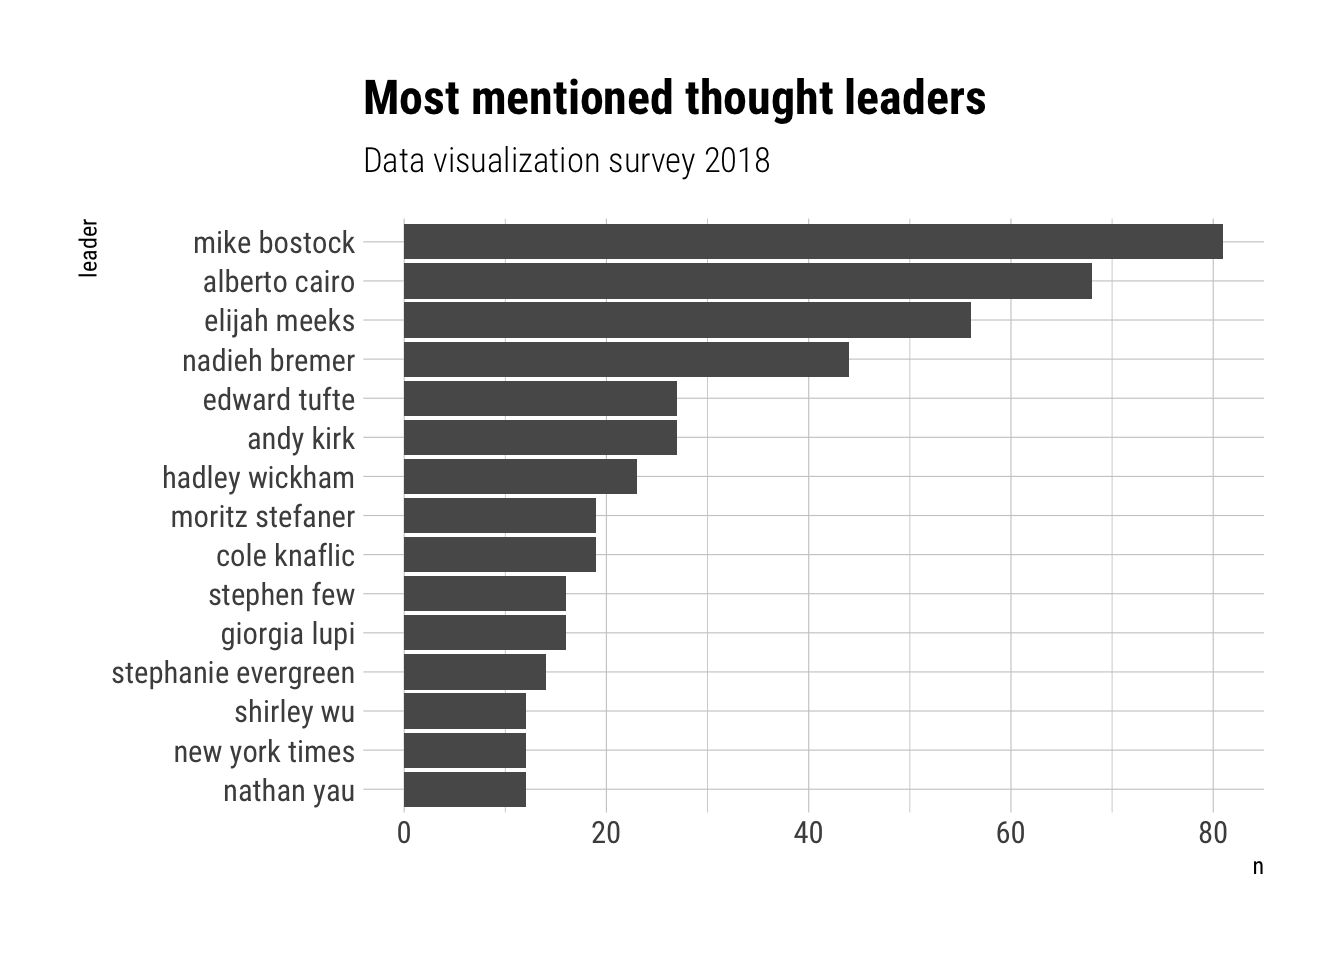 Most mentioned thought leaders
Data visualization survey 2018
leader
mike bostock
alberto cairo
elijah meeks
nadieh bremer
edward tufte
andy kirk
hadley wickham
moritz stefaner
cole knaflic
stephen few
giorgia lupi
stephanie evergreen
shirley wu
new york times
nathan yau
0 20 40 60 80
n